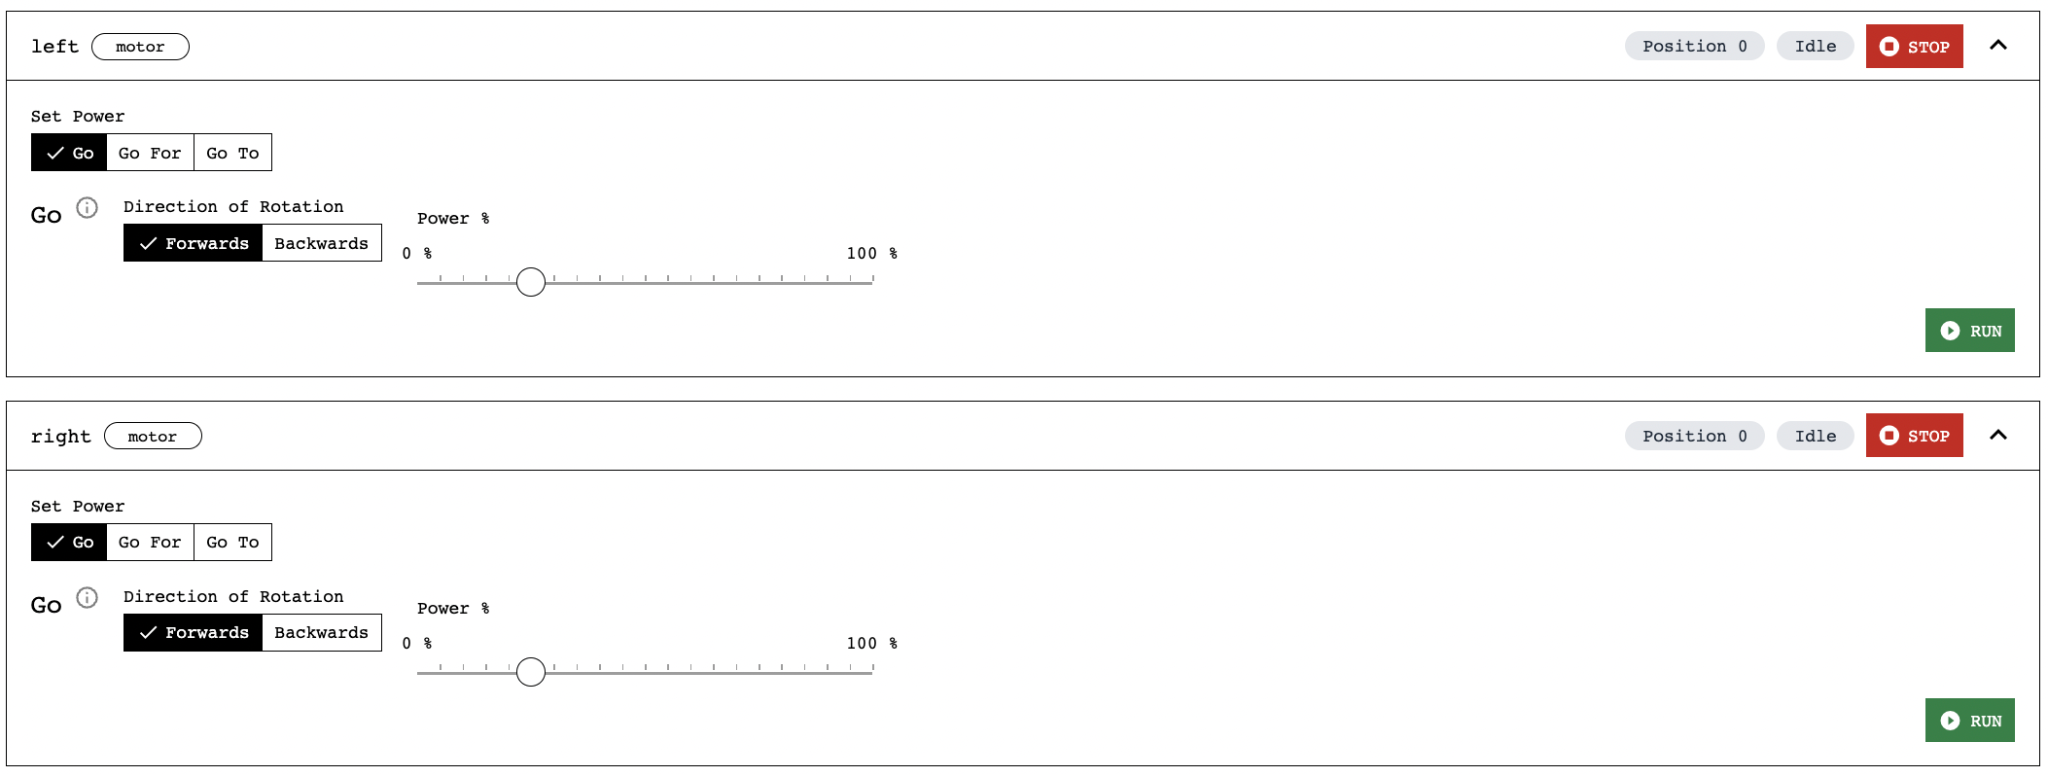 left motor Position 0 Idle STOP
Set Power
Go Go For Go To
Go Direction of Rotation
Forwards Backwards
Power %
0 % 100 %
RUN
right motor Position 0 Idle STOP
Set Power
Go Go For Go To
Go Direction of Rotation
Forwards Backwards
Power %
0 % 100 %
RUN